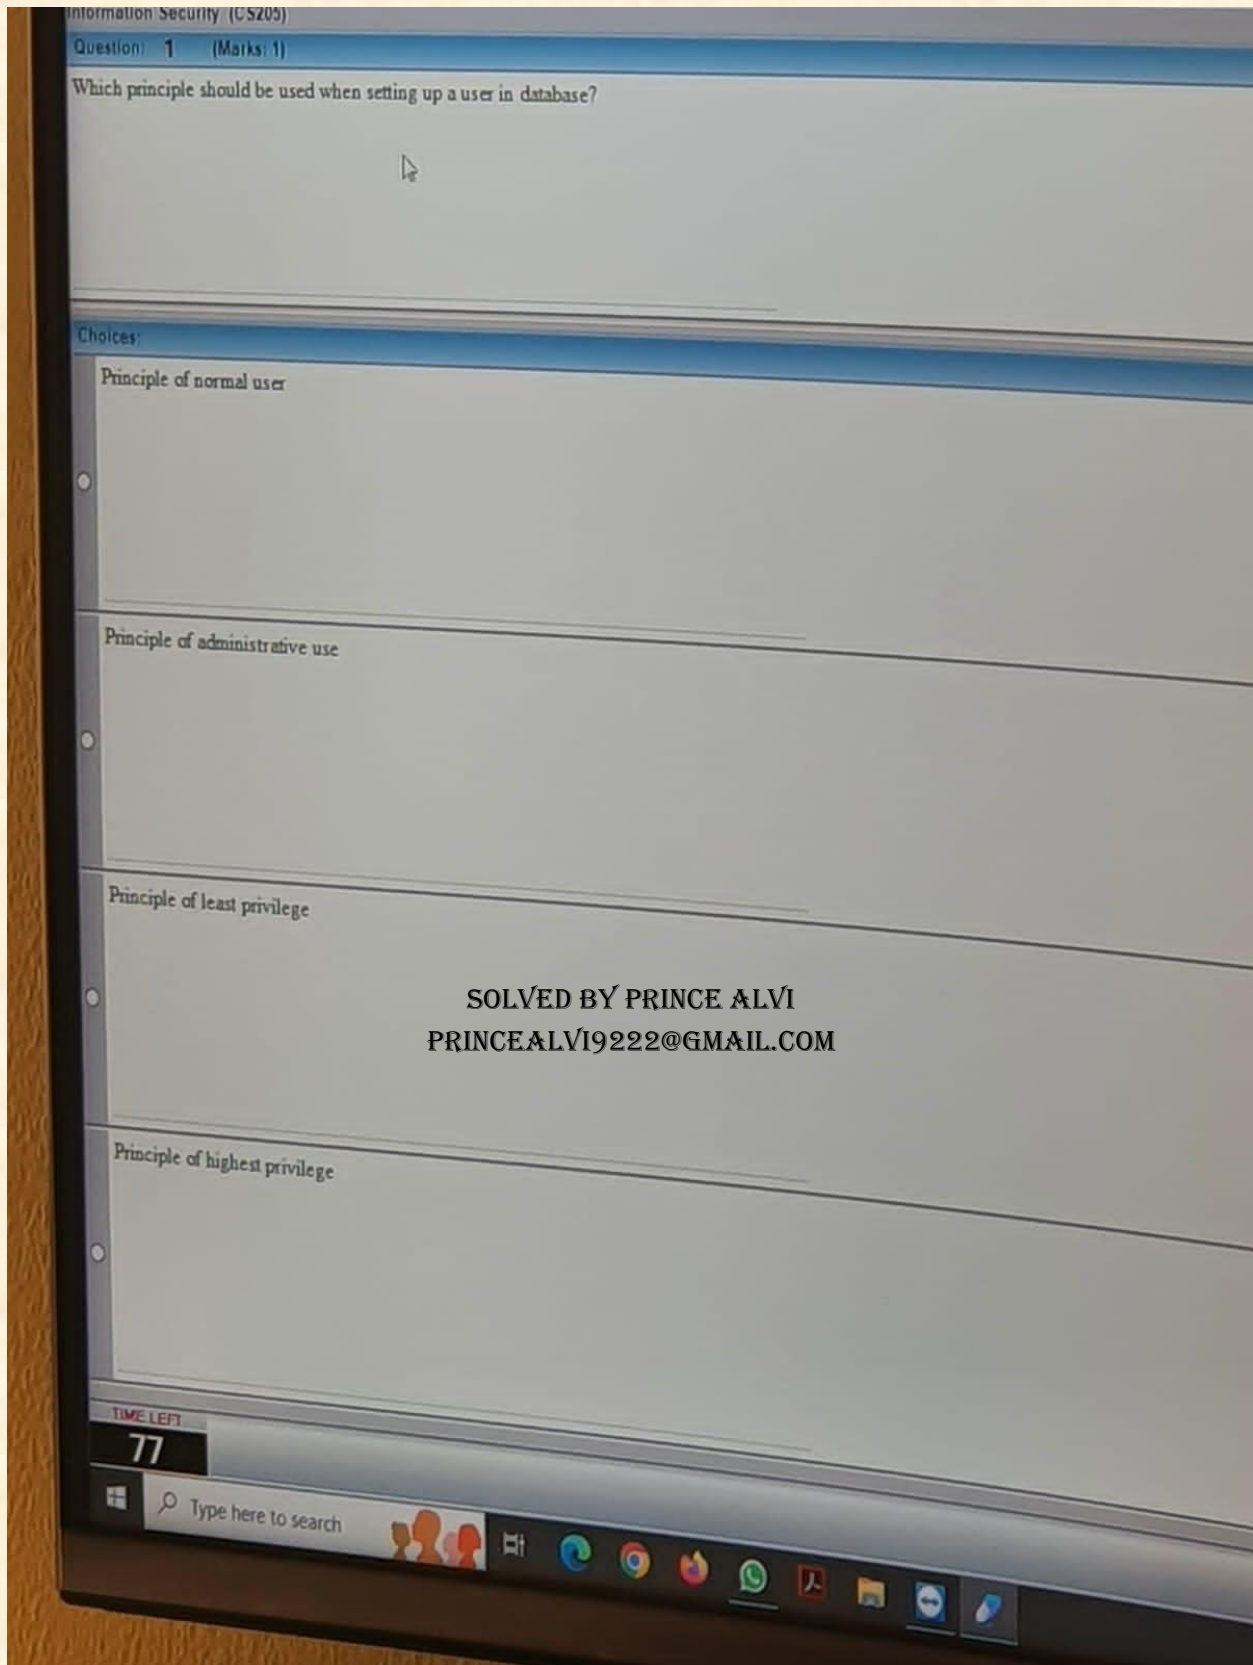 Information Security (CS205)
Question: 1 (Marks: 1)
Which principle should be used when setting up a user in database?
Choices:
Principle of normal user
Principle of administrative use
Principle of least privilege
SOLVED BY PRINCE ALVI
PRINCEALVI9222@GMAIL.COM
Principle of highest privilege
TIME LEFT
77
Type here to search